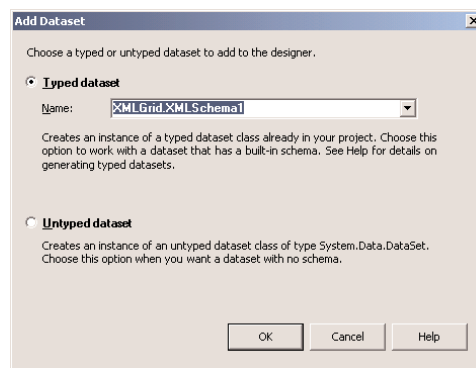 Add Dataset
Choose a typed or untyped dataset to add to the designer.
Typed dataset
Name: XMLGrid.XMLSchema1
Creates an instance of a typed dataset class already in your project. Choose this
option to work with a dataset that has a built-in schema. See Help for details on
generating typed datasets.
Untyped dataset
Creates an instance of an untyped dataset class of type System.Data.DataSet.
Choose this option when you want a dataset with no schema.
OK Cancel Help